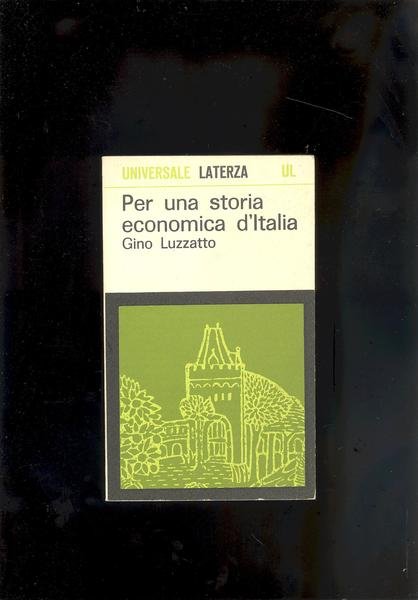 UNIVERSALE LATERZA UL
Per una storia
economica d'Italia
Gino Luzzatto